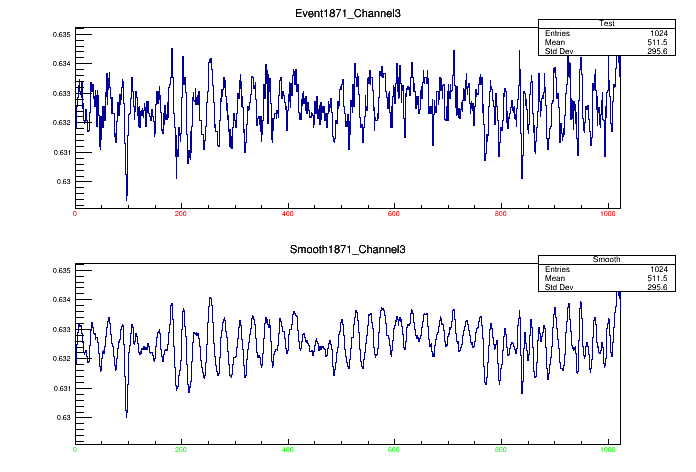 Event1871_Channel3
Test
Entries 1024
Mean 511.5
Std Dev 295.6
0.635
0.634
0.633
0.632
0.631
0.63
0 200 400 600 800 1000
Smooth1871_Channel3
Smooth
Entries 1024
Mean 511.5
Std Dev 295.6
0.635
0.634
0.633
0.632
0.631
0.63
0 200 400 600 800 1000